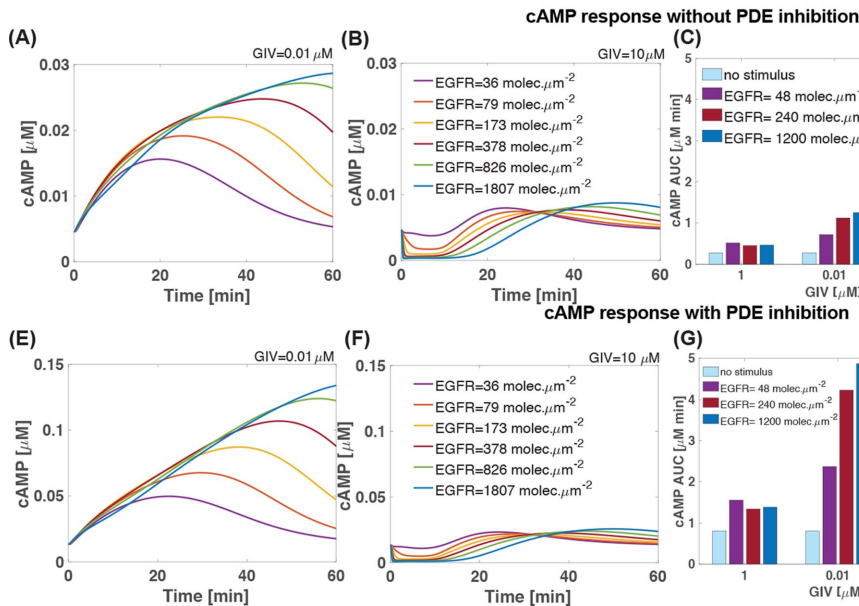 cAMP response without PDE inhibition
(A)
GIV=0.01 μM
0.03
0.02
0.01
0
cAMP [μM]
0 20 40 60
Time [min]
(B)
GIV=10μM
0.03
0.02
0.01
0
cAMP [μM]
EGFR=36 molec.μm-2
EGFR=79 molec.μm-2
EGFR=173 molec.μm-2
EGFR=378 molec.μm-2
EGFR=826 molec.μm-2
EGFR=1807 molec.μm-2
0 20 40 60
Time [min]
(C)
5
4
3
2
1
0
cAMP AUC [μM min]
no stimulus
EGFR= 48 molec.μm-2
EGFR= 240 molec.μm
EGFR= 1200 molec.μ
1 0.01
GIV [μM]
cAMP response with PDE inhibition
(E)
GIV=0.01 μM
0.15
0.1
0.05
0
cAMP [μM]
0 20 40 60
Time [min]
(F)
GIV=10 μM
0.15
0.1
0.05
0
cAMP [μM]
EGFR=36 molec.μm-2
EGFR=79 molec.μm-2
EGFR=173 molec.μm-2
EGFR=378 molec.μm-2
EGFR=826 molec.μm-2
EGFR=1807 molec.μm-2
0 20 40 60
Time [min]
(G)
5
4
3
2
1
0
cAMP AUC [μM min]
no stimulus
EGFR= 48 molec.μm-2
EGFR= 240 molec.μm-2
EGFR= 1200 molec.μm-2
1 0.01
GIV [μM]